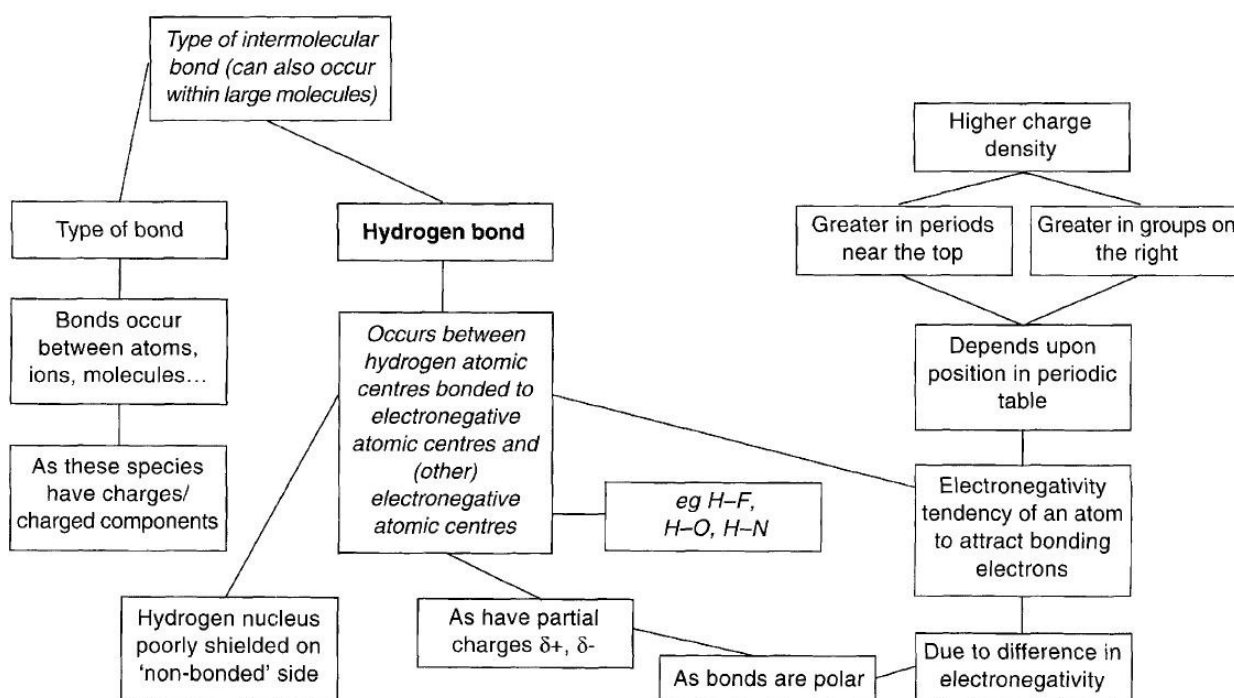 Type of intermolecular
bond (can also occur
within large molecules)
Higher charge
density
Type of bond
Hydrogen bond
Greater in periods
near the top
Greater in groups on
the right
Bonds occur
between atoms,
ions, molecules...
Occurs between
hydrogen atomic
centres bonded to
electronegative
atomic centres and
(other)
electronegative
atomic centres
Depends upon
position in periodic
table
As these species
have charges/
charged components
eg H–F,
H–O, H–N
Electronegativity
tendency of an atom
to attract bonding
electrons
Hydrogen nucleus
poorly shielded on
'non-bonded' side
As have partial
charges δ+, δ-
As bonds are polar
Due to difference in
electronegativity